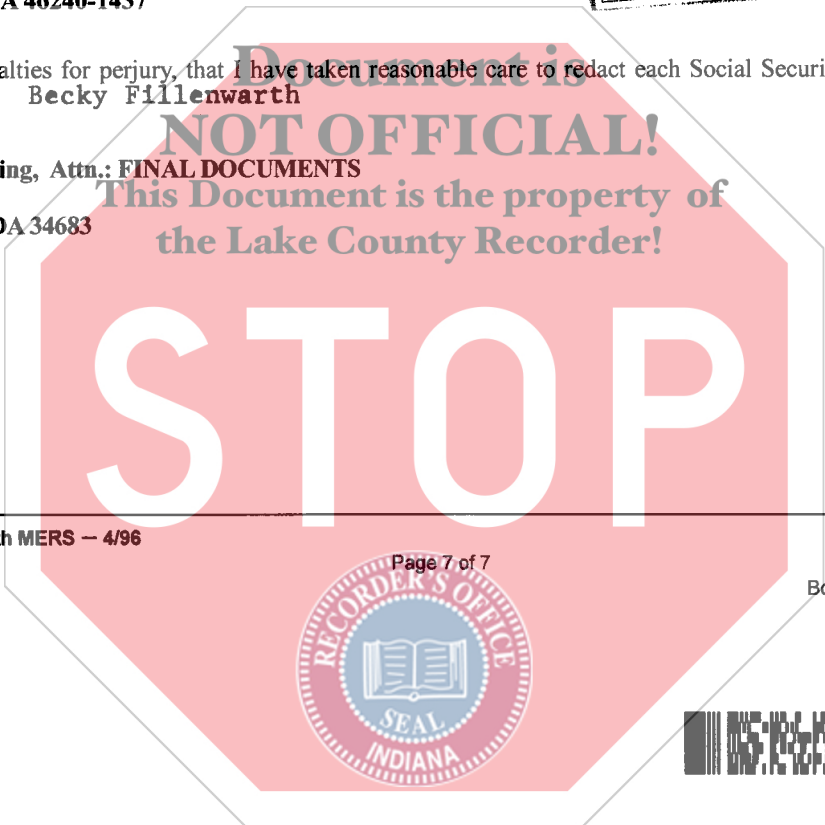 A 46240-1437
Document is
alties for perjury, that I have taken reasonable care to redact each Social Securi
Becky Fillenwarth
NOT OFFICIAL!
ing, Attn.: FINAL DOCUMENTS
This Document is the property of
DA 34683
the Lake County Recorder!
STOP
h MERS — 4/96
Page 7 of 7
Bo
RECORDER'S OFFICE
SEAL
INDIANA